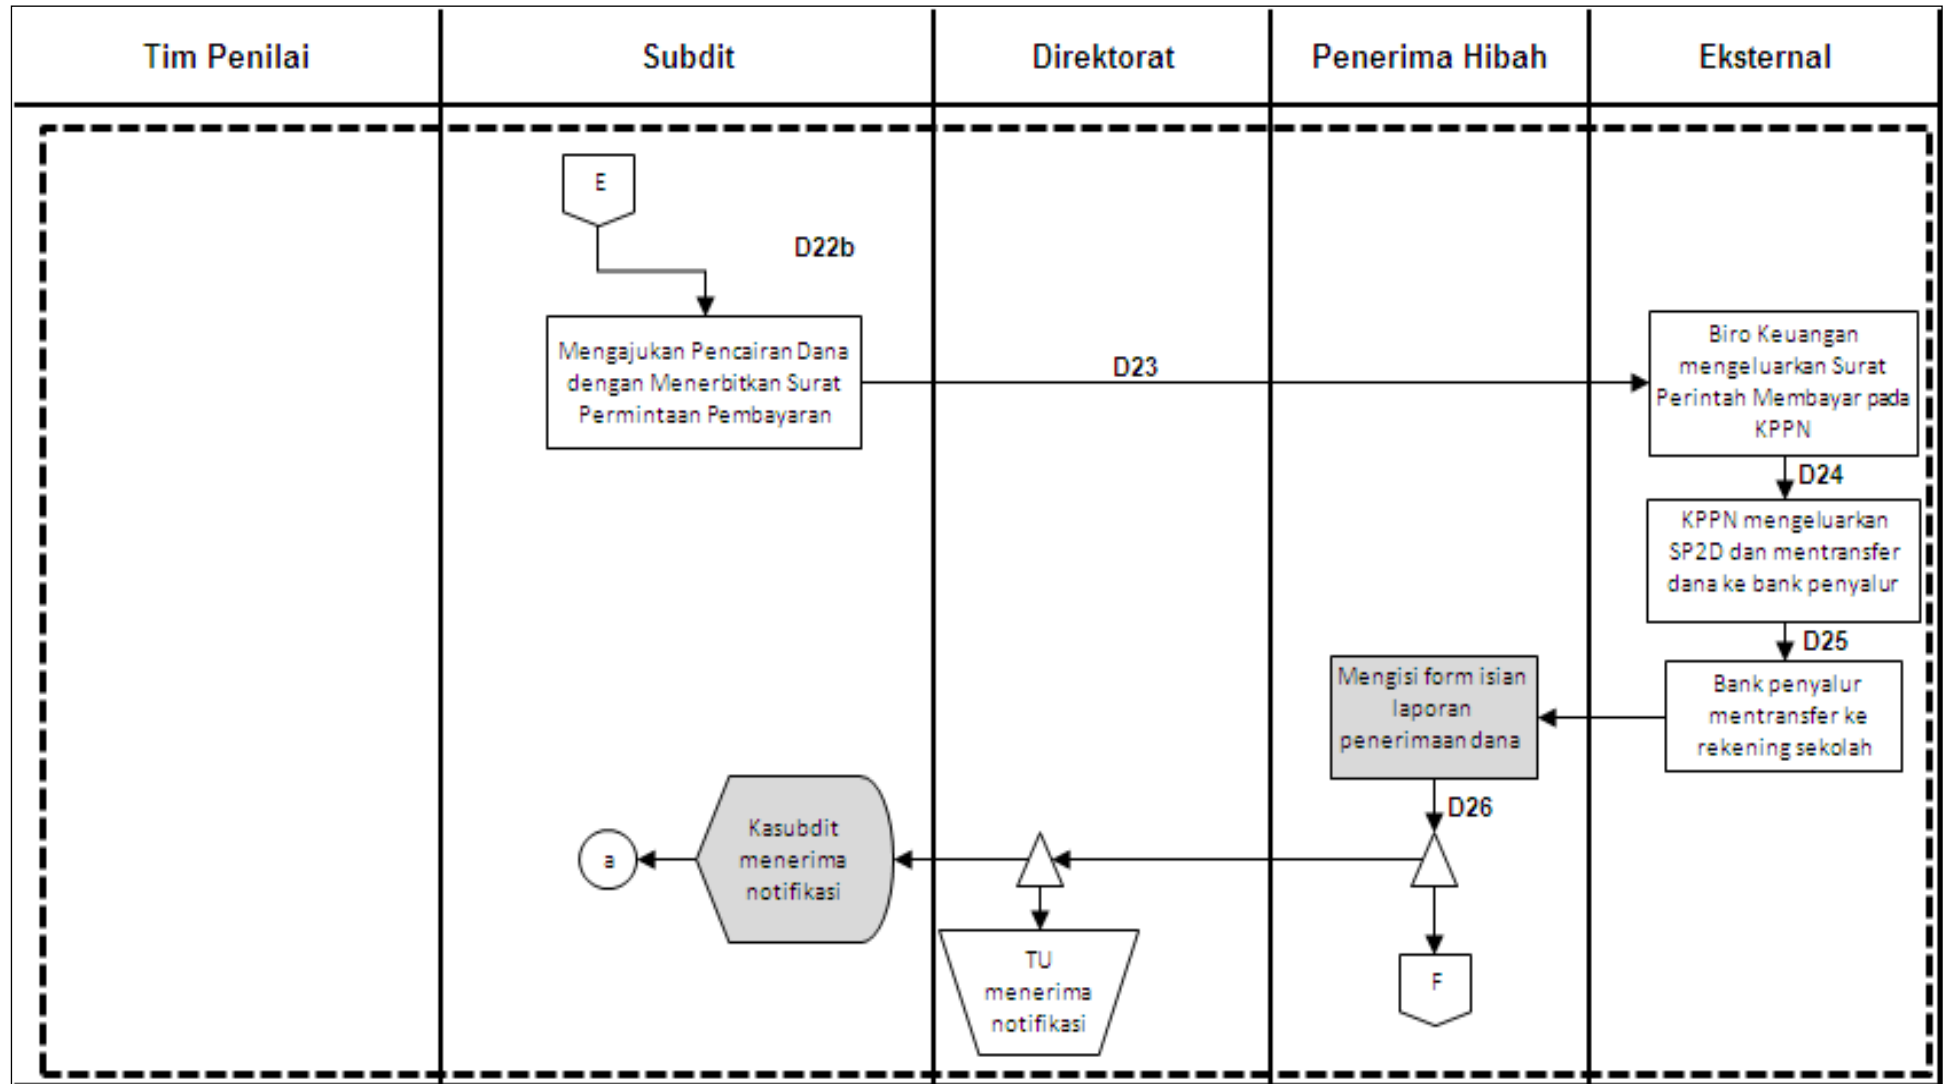 Tim Penilai
Subdit
Direktorat
Penerima Hibah
Eksternal
E
D22b
Mengajukan Pencairan Dana
dengan Menerbitkan Surat
Permintaan Pembayaran
D23
Biro Keuangan
mengeluarkan Surat
Perintah Membayar pada
KPPN
D24
KPPN mengeluarkan
SP2D dan mentransfer
dana ke bank penyalur
D25
Bank penyalur
mentransfer ke
rekening sekolah
Mengisi form isian
laporan
penerimaan dana
D26
Kasubdit
menerima
notifikasi
a
TU
menerima
notifikasi
F